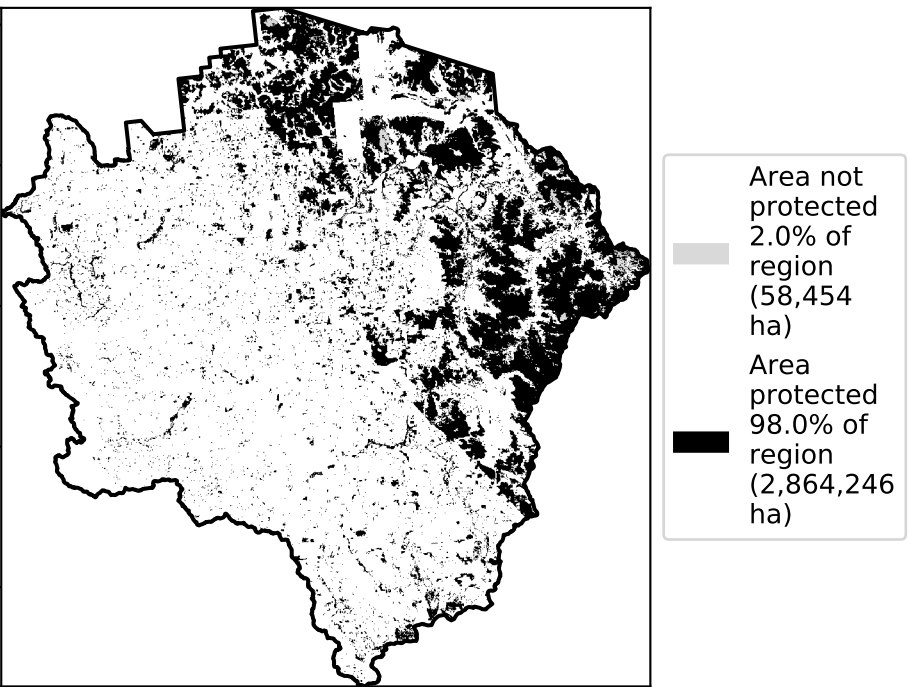 Area not
protected
2.0% of
region
(58,454
ha)
Area
protected
98.0% of
region
(2,864,246
ha)